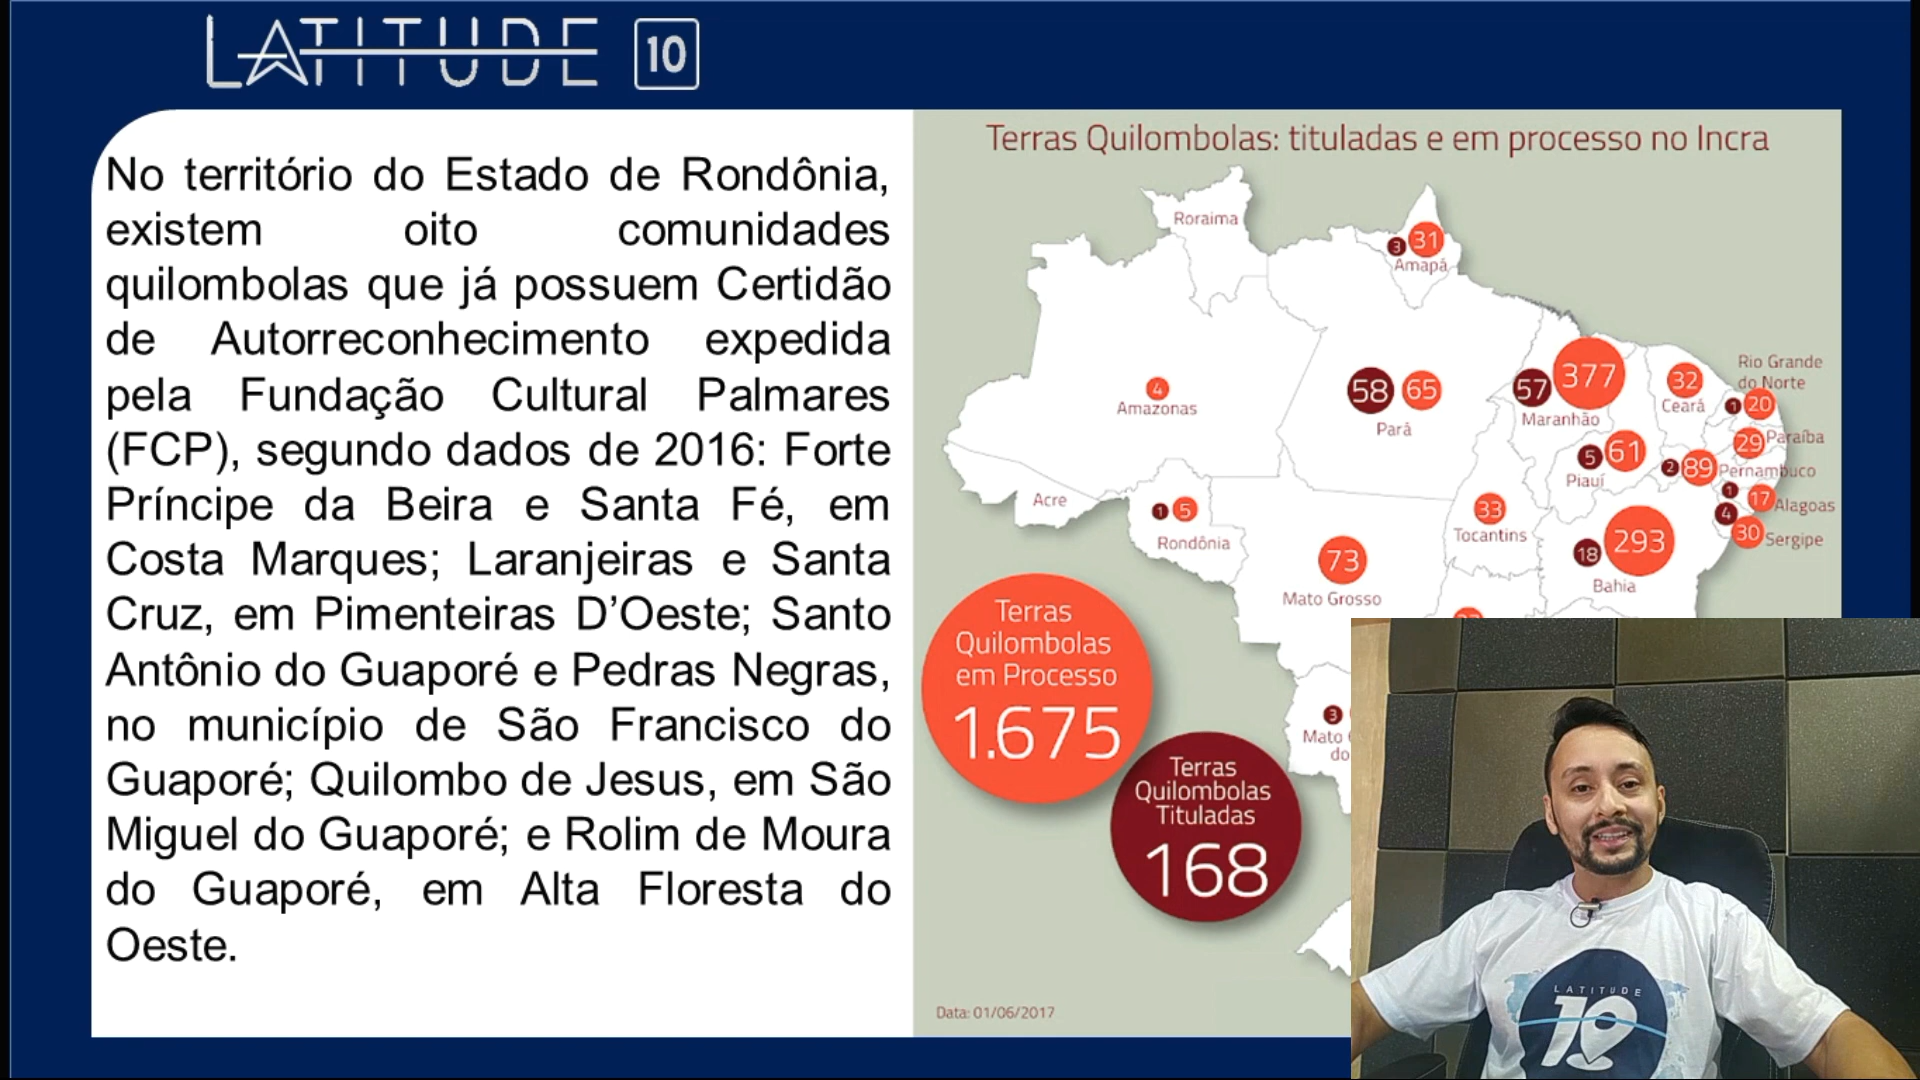 LATITUDE 10
No território do Estado de Rondônia,
existem oito comunidades
quilombolas que já possuem Certidão
de Autorreconhecimento expedida
pela Fundação Cultural Palmares
(FCP), segundo dados de 2016: Forte
Príncipe da Beira e Santa Fé, em
Costa Marques; Laranjeiras e Santa
Cruz, em Pimenteiras D’Oeste; Santo
Antônio do Guaporé e Pedras Negras,
no município de São Francisco do
Guaporé; Quilombo de Jesus, em São
Miguel do Guaporé; e Rolim de Moura
do Guaporé, em Alta Floresta do
Oeste.
Terras Quilombolas: tituladas e em processo no Incra
Roraima
3 31
Amapá
4
Amazonas
58 65
Pará
57 377
Maranhão
32
Ceará
Rio Grande
do Norte
1 20
29 Paraíba
5 61
Piauí
2 89 Pernambuco
1 17 Alagoas
4 30 Sergipe
Acre
1 5
Rondônia
73
Mato Grosso
33
Tocantins
18 293
Bahia
3
Mato
do
Terras
Quilombolas
em Processo
1.675
Terras
Quilombolas
Tituladas
168
Data: 01/06/2017
LATITUDE
10